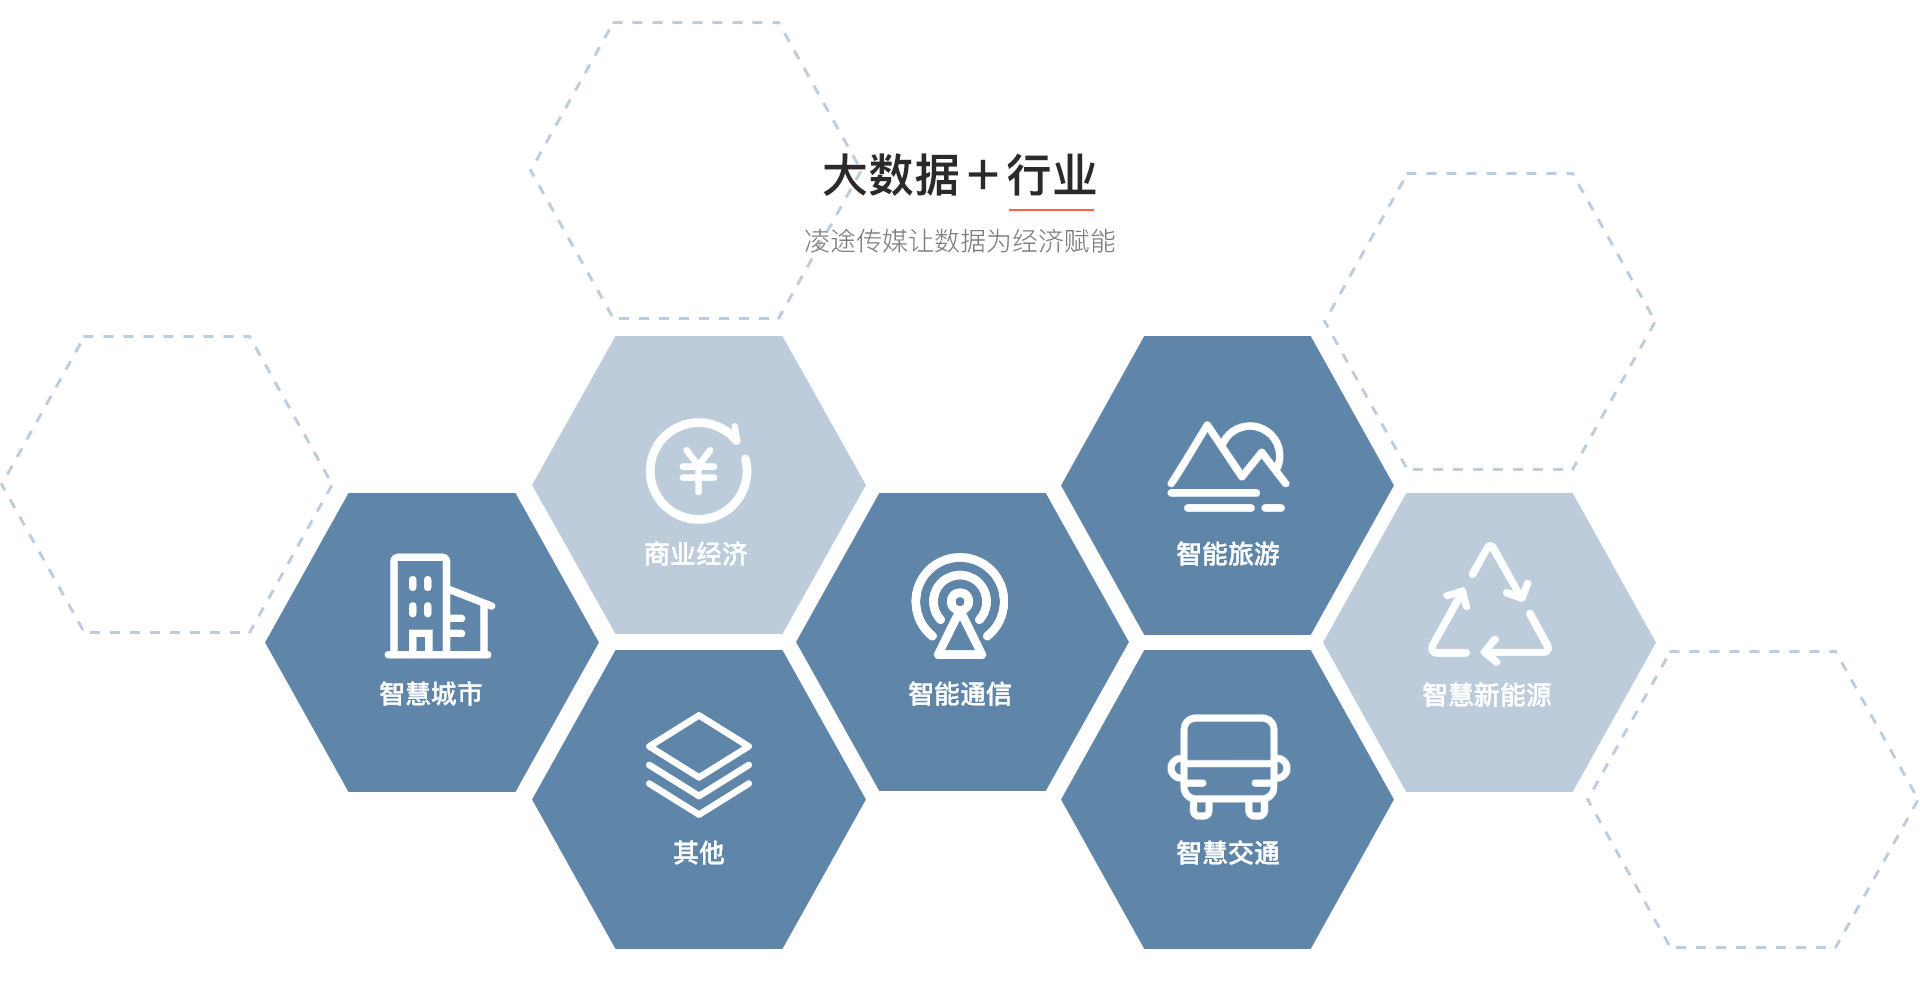 大数据+行业
凌途传媒让数据为经济赋能
商业经济
智能旅游
智慧城市
智能通信
智慧新能源
其他
智慧交通